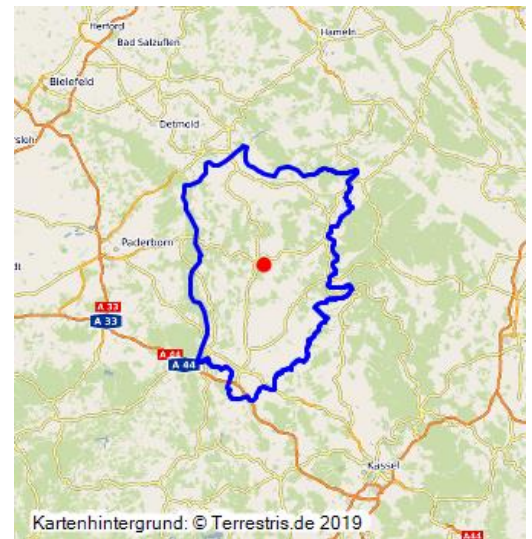 Herford
Bad Salzuflen
Hameln
Bielefeld
Detmold
Paderborn
A 33
A 33
A 44
A 44
Kassel
A44
Kartenhintergrund: © Terrestris.de 2019